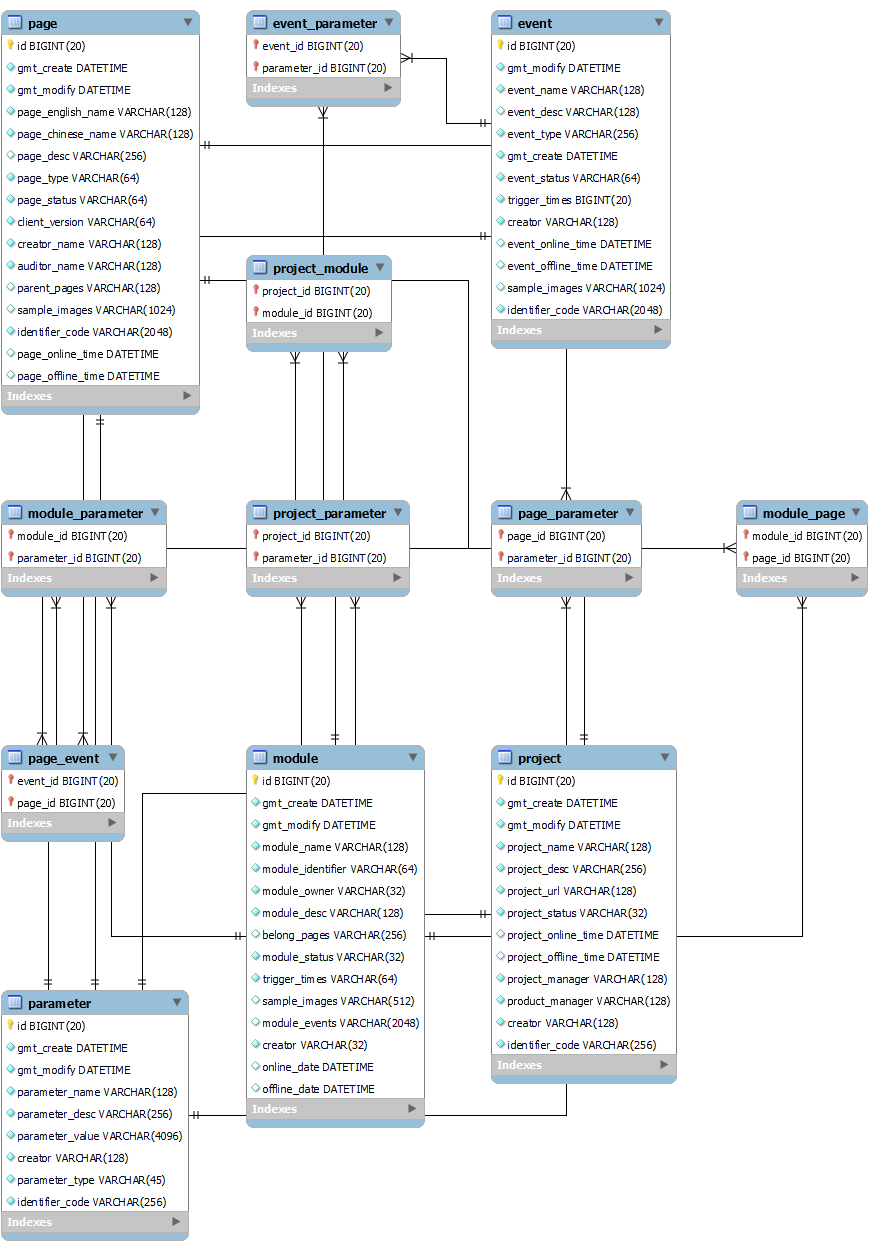 page
id BIGINT(20)
gmt_create DATETIME
gmt_modify DATETIME
page_english_name VARCHAR(128)
page_chinese_name VARCHAR(128)
page_desc VARCHAR(256)
page_type VARCHAR(64)
page_status VARCHAR(64)
client_version VARCHAR(64)
creator_name VARCHAR(128)
auditor_name VARCHAR(128)
parent_pages VARCHAR(128)
sample_images VARCHAR(1024)
identifier_code VARCHAR(2048)
page_online_time DATETIME
page_offline_time DATETIME
Indexes
event_parameter
event_id BIGINT(20)
parameter_id BIGINT(20)
Indexes
event
id BIGINT(20)
gmt_modify DATETIME
event_name VARCHAR(128)
event_desc VARCHAR(128)
event_type VARCHAR(256)
gmt_create DATETIME
event_status VARCHAR(64)
trigger_times BIGINT(20)
creator VARCHAR(128)
event_online_time DATETIME
event_offline_time DATETIME
sample_images VARCHAR(1024)
identifier_code VARCHAR(2048)
Indexes
project_module
project_id BIGINT(20)
module_id BIGINT(20)
Indexes
module_parameter
module_id BIGINT(20)
parameter_id BIGINT(20)
Indexes
project_parameter
project_id BIGINT(20)
parameter_id BIGINT(20)
Indexes
page_parameter
page_id BIGINT(20)
parameter_id BIGINT(20)
Indexes
module_page
module_id BIGINT(20)
page_id BIGINT(20)
Indexes
page_event
event_id BIGINT(20)
page_id BIGINT(20)
Indexes
module
id BIGINT(20)
gmt_create DATETIME
gmt_modify DATETIME
module_name VARCHAR(128)
module_identifier VARCHAR(64)
module_owner VARCHAR(32)
module_desc VARCHAR(128)
belong_pages VARCHAR(256)
module_status VARCHAR(32)
trigger_times VARCHAR(64)
sample_images VARCHAR(512)
module_events VARCHAR(2048)
creator VARCHAR(32)
online_date DATETIME
offline_date DATETIME
Indexes
project
id BIGINT(20)
gmt_create DATETIME
gmt_modify DATETIME
project_name VARCHAR(128)
project_desc VARCHAR(256)
project_url VARCHAR(128)
project_status VARCHAR(32)
project_online_time DATETIME
project_offline_time DATETIME
project_manager VARCHAR(128)
product_manager VARCHAR(128)
creator VARCHAR(128)
identifier_code VARCHAR(256)
Indexes
parameter
id BIGINT(20)
gmt_create DATETIME
gmt_modify DATETIME
parameter_name VARCHAR(128)
parameter_desc VARCHAR(256)
parameter_value VARCHAR(4096)
creator VARCHAR(128)
parameter_type VARCHAR(45)
identifier_code VARCHAR(256)
Indexes